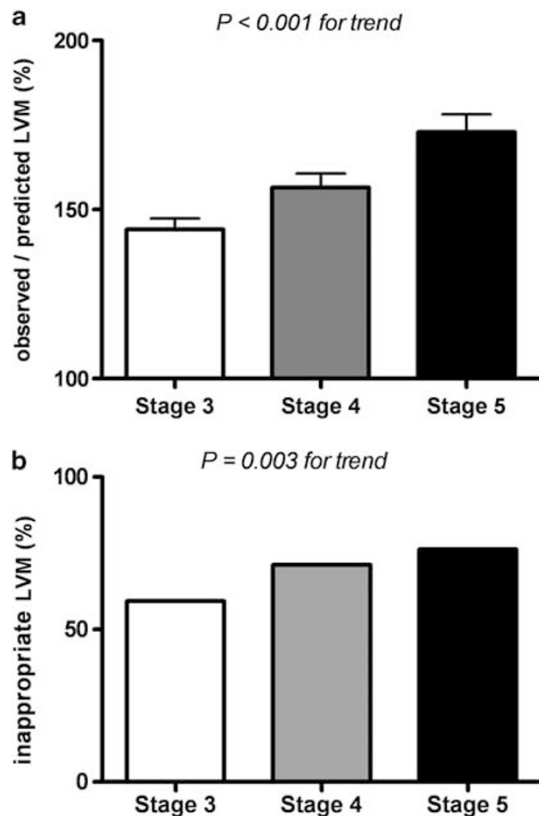 a
P < 0.001 for trend
observed / predicted LVM (%)
200
150
100
Stage 3 Stage 4 Stage 5
b
P = 0.003 for trend
inappropriate LVM (%)
100
50
0
Stage 3 Stage 4 Stage 5